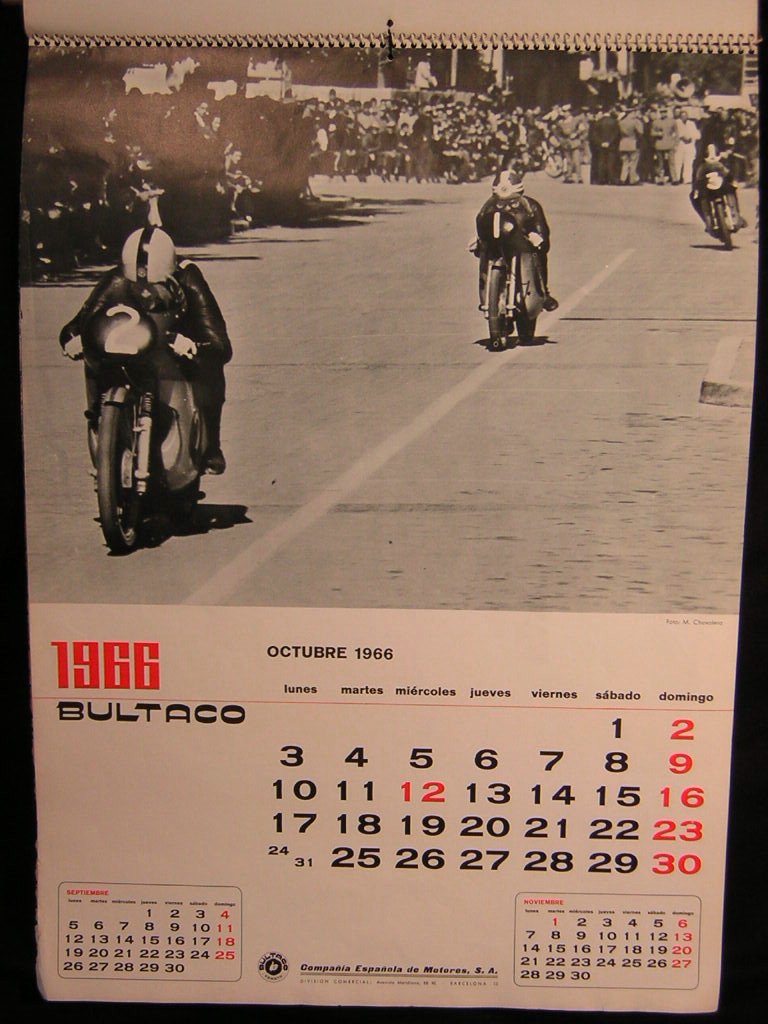 2
1
3
Foto: M. Chavalera
1966
BULTACO
OCTUBRE 1966
lunes martes miércoles jueves viernes sábado domingo
1 2
3 4 5 6 7 8 9
10 11 12 13 14 15 16
17 18 19 20 21 22 23
24 31 25 26 27 28 29 30
SEPTIEMBRE
lunes martes miércoles jueves viernes sábado domingo
1 2 3 4
5 6 7 8 9 10 11
12 13 14 15 16 17 18
19 20 21 22 23 24 25
26 27 28 29 30
BULTACO
Compañía Española de Motores, S. A.
DIVISION COMERCIAL: Avenida Meridiana, BARCELONA
NOVIEMBRE
lunes martes miércoles jueves viernes sábado domingo
1 2 3 4 5 6
7 8 9 10 11 12 13
14 15 16 17 18 19 20
21 22 23 24 25 26 27
28 29 30